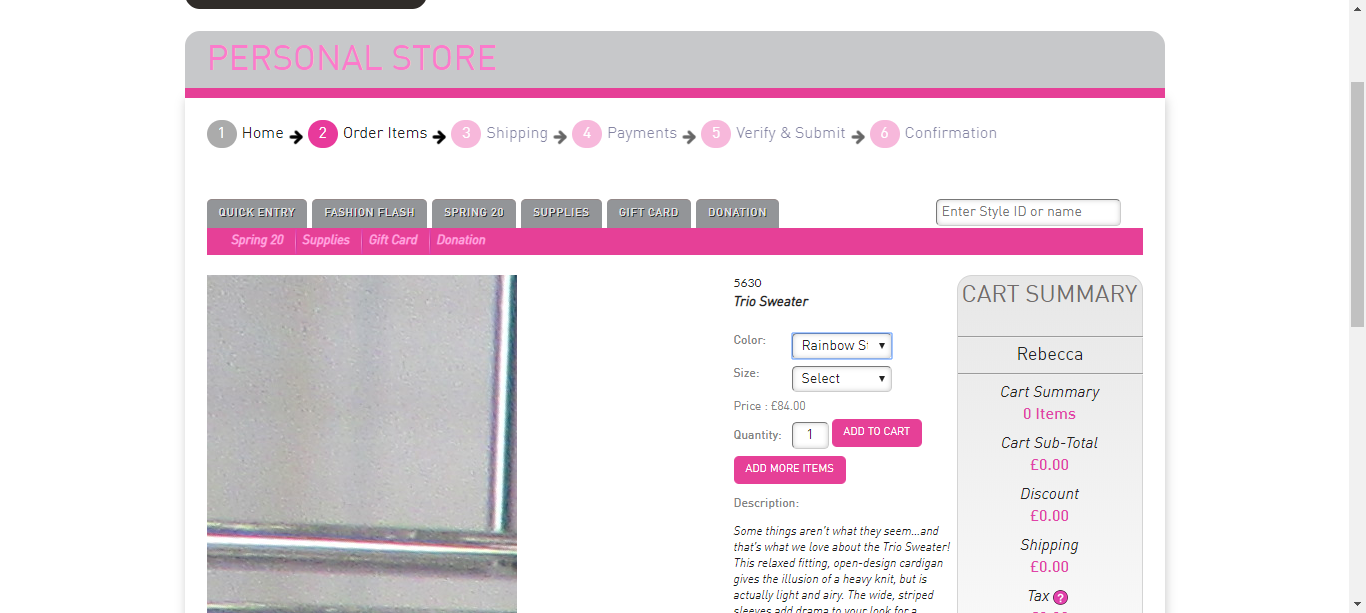 PERSONAL STORE
1 Home 2 Order Items 3 Shipping 4 Payments 5 Verify & Submit 6 Confirmation
QUICK ENTRY FASHION FLASH SPRING 20 SUPPLIES GIFT CARD DONATION Enter Style ID or name
Spring 20 Supplies Gift Card Donation
5630
Trio Sweater
Color: Rainbow S
Size: Select
Price : £84.00
Quantity: 1 ADD TO CART
ADD MORE ITEMS
Description:
Some things aren't what they seem...and
that's what we love about the Trio Sweater!
This relaxed fitting, open-design cardigan
gives the illusion of a heavy knit, but is
actually light and airy. The wide, striped
sleeves add drama to your look for a
CART SUMMARY
Rebecca
Cart Summary
0 Items
Cart Sub-Total
£0.00
Discount
£0.00
Shipping
£0.00
Tax ?